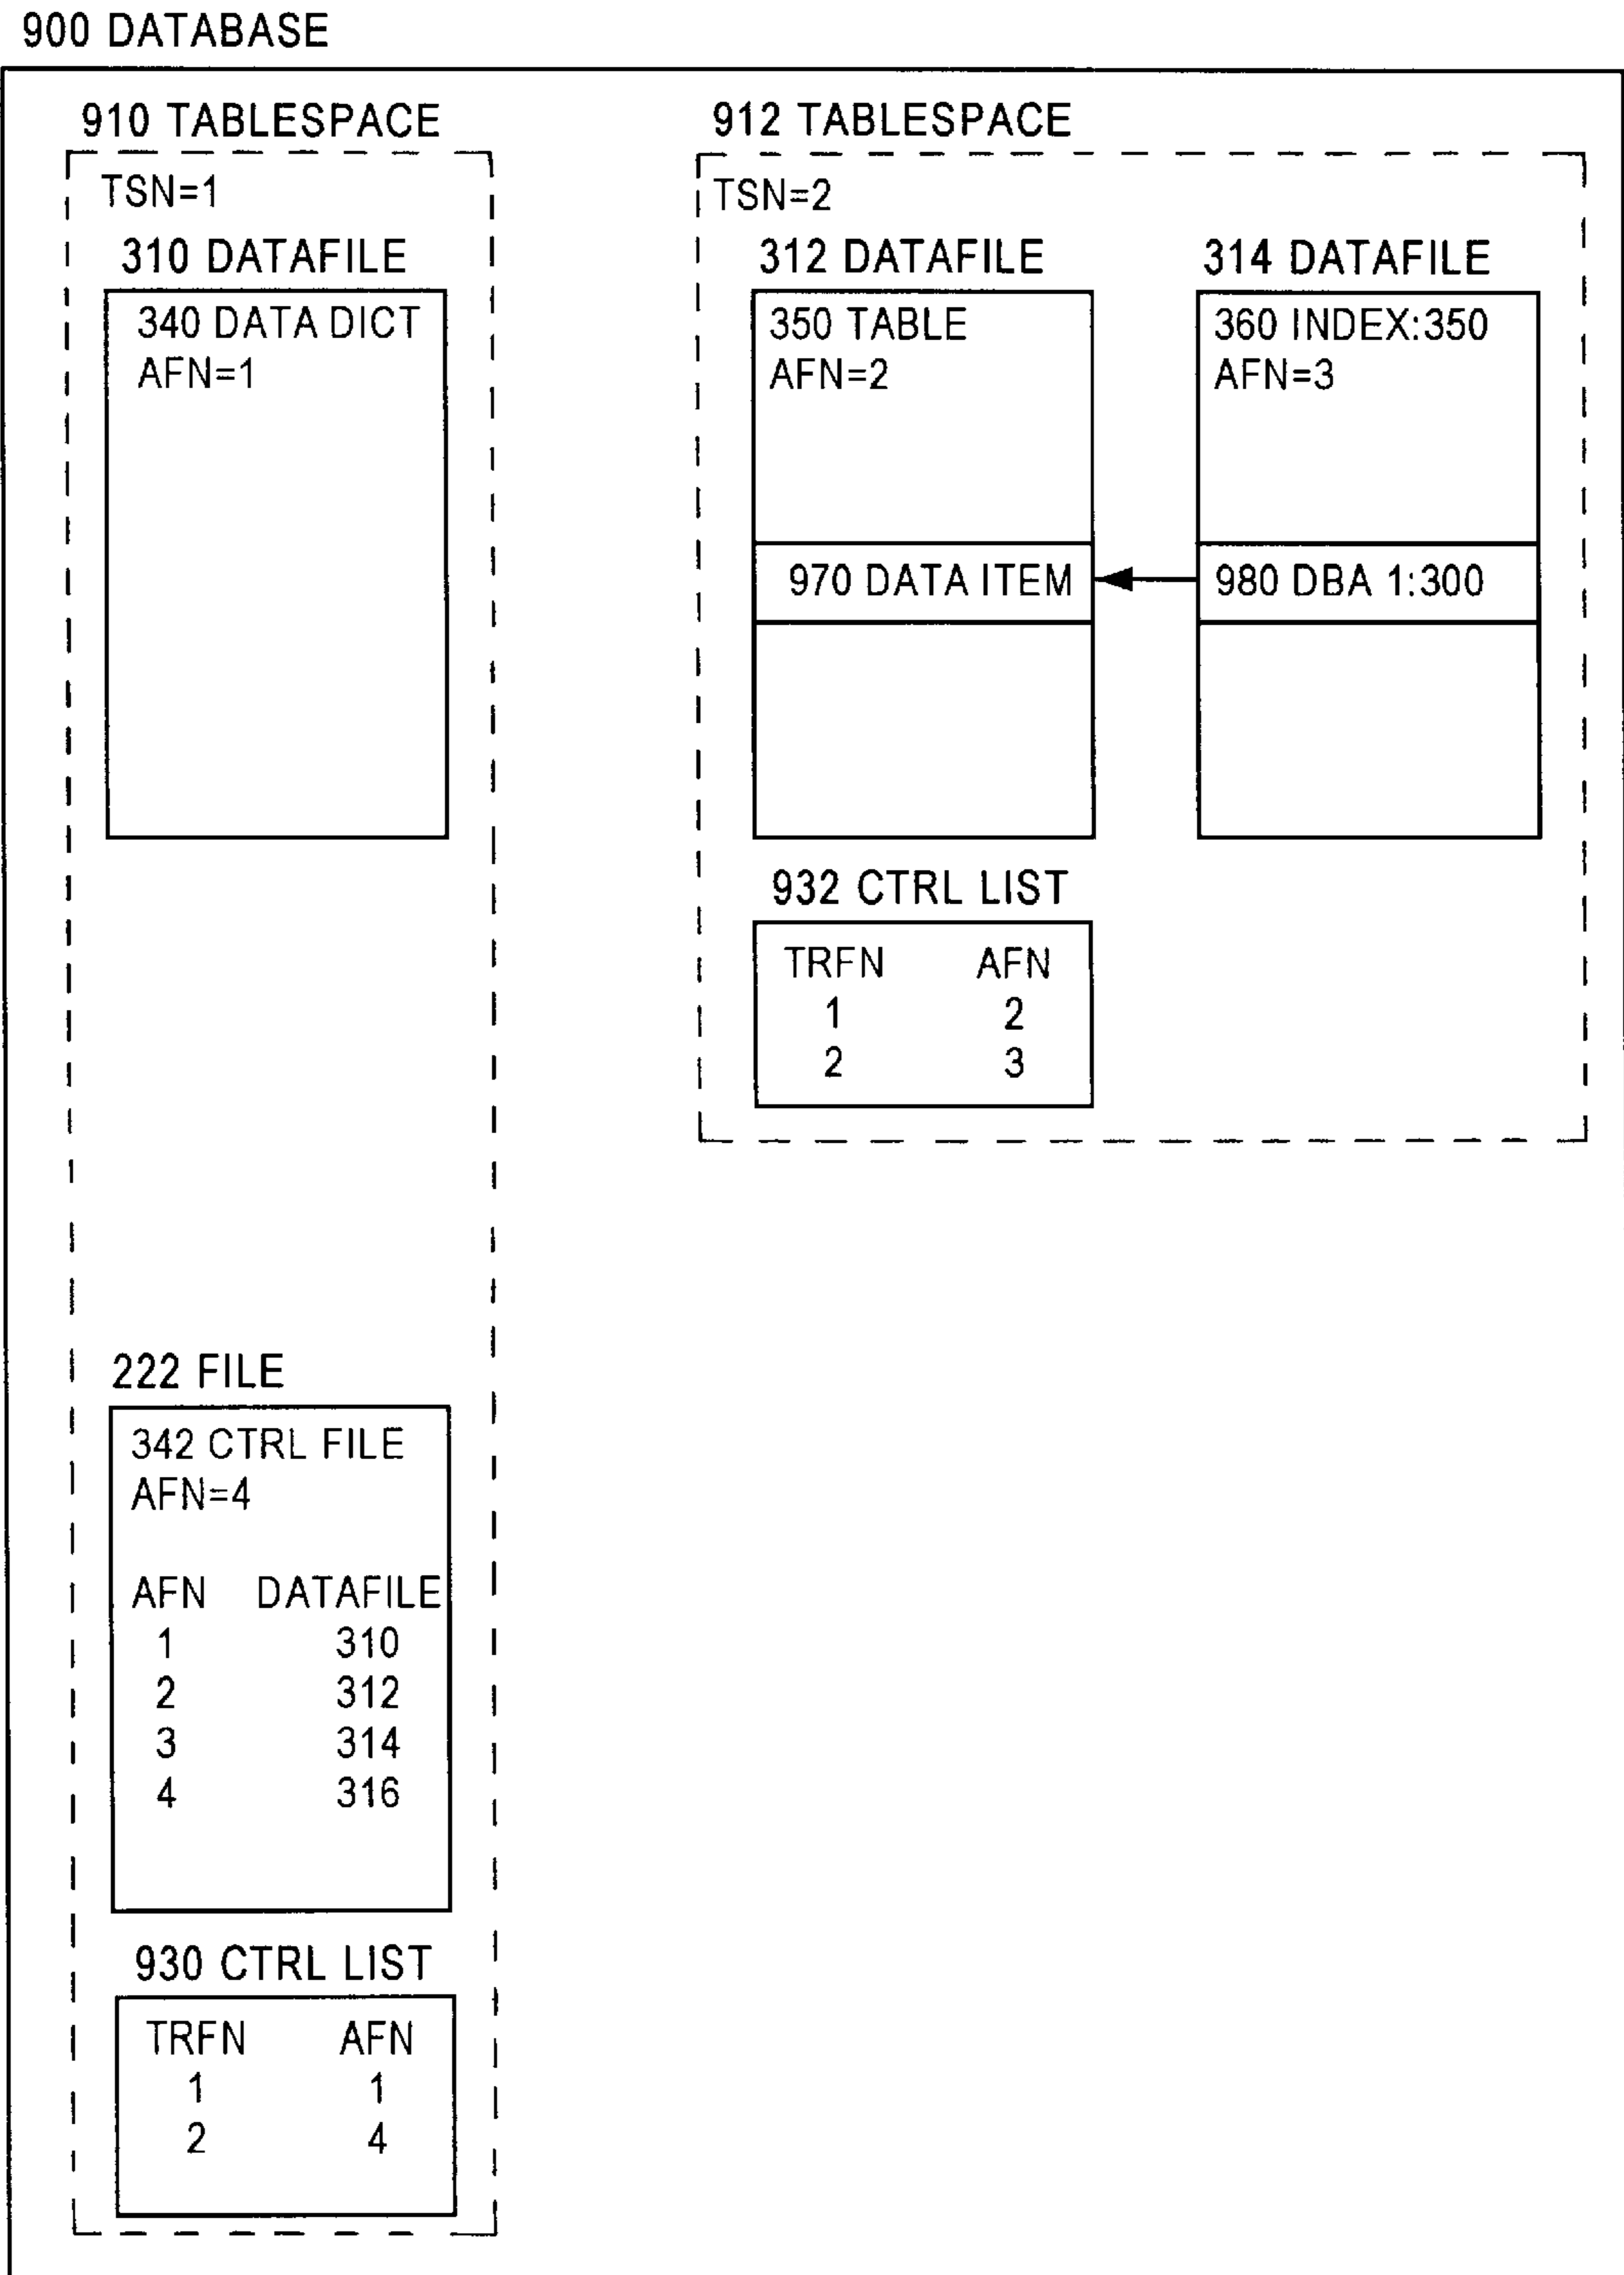 900 DATABASE
910 TABLESPACE
TSN=1
310 DATAFILE
340 DATA DICT
AFN=1
222 FILE
342 CTRL FILE
AFN=4
AFN DATAFILE
1 310
2 312
3 314
4 316
930 CTRL LIST
TRFN AFN
1 1
2 4
912 TABLESPACE
TSN=2
312 DATAFILE
350 TABLE
AFN=2
970 DATA ITEM
314 DATAFILE
360 INDEX:350
AFN=3
980 DBA 1:300
932 CTRL LIST
TRFN AFN
1 2
2 3